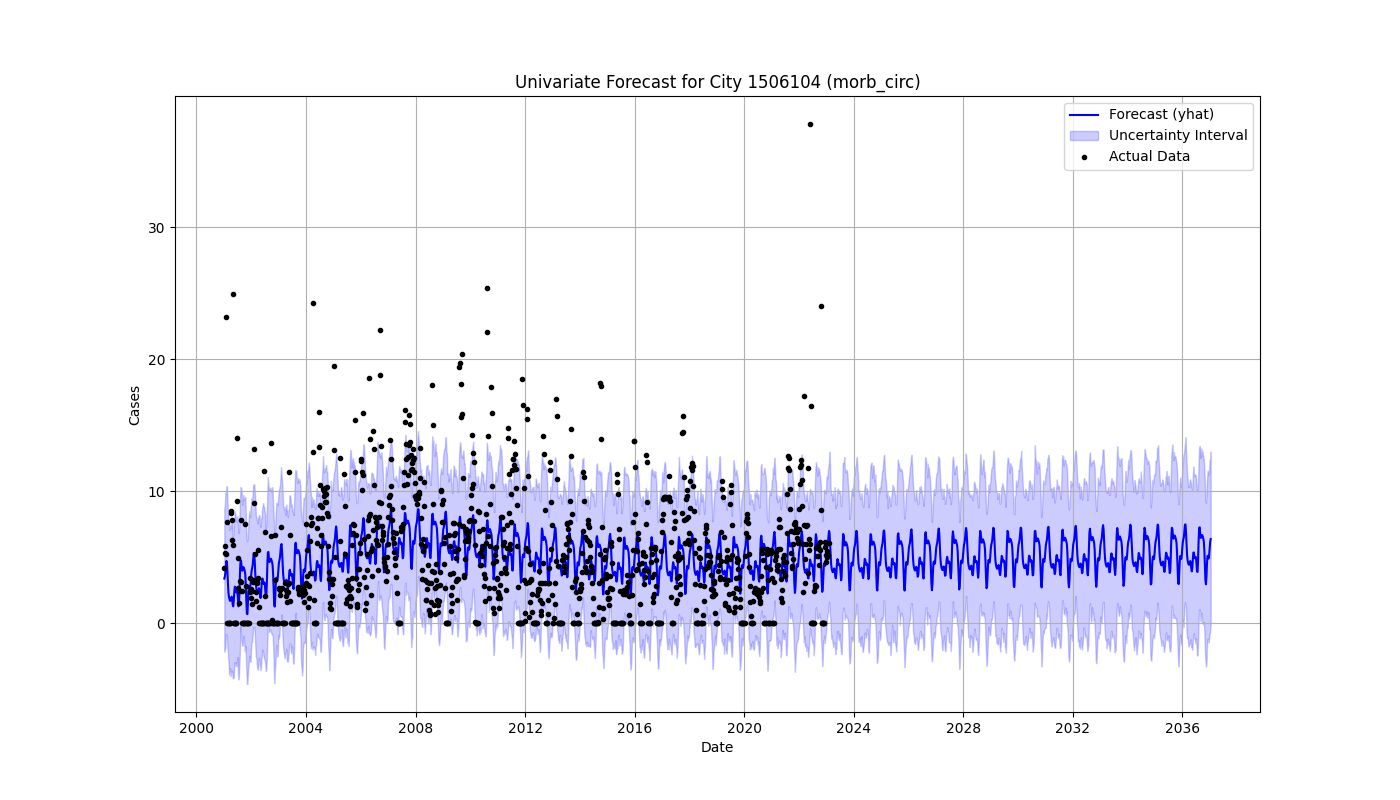 Univariate Forecast for City 1506104 (morb_circ)
Forecast (yhat)
Uncertainty Interval
Actual Data
30
20
10
0
Cases
2000 2004 2008 2012 2016 2020 2024 2028 2032 2036
Date